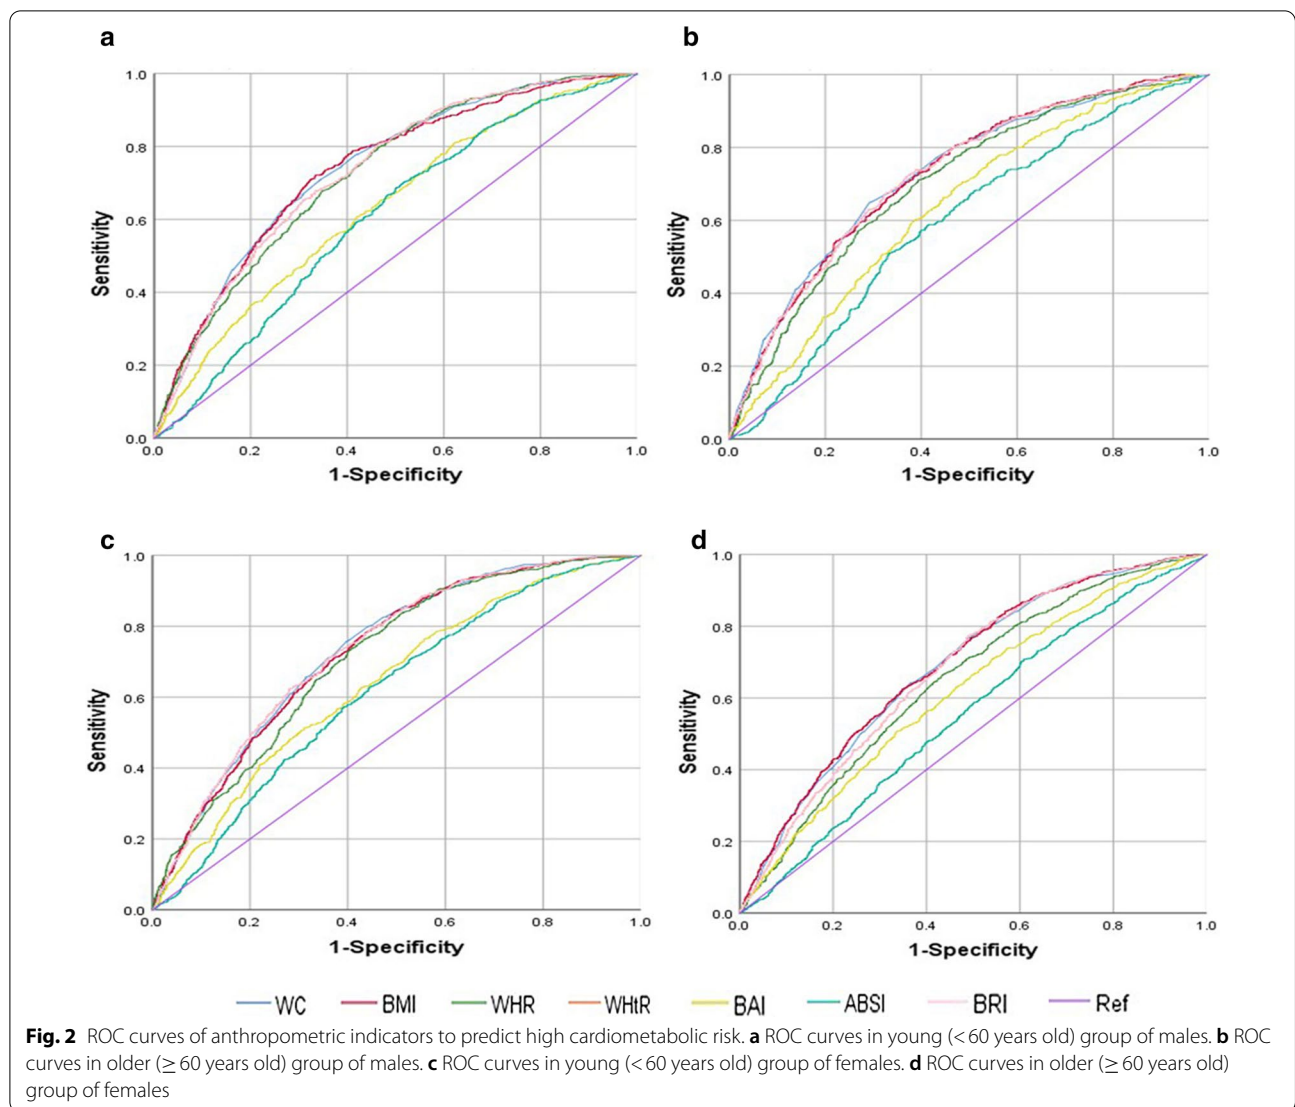 a
1.0
0.8
0.6
0.4
0.2
0.0
Sensitivity
0.0 0.2 0.4 0.6 0.8 1.0
1-Specificity
b
1.0
0.8
0.6
0.4
0.2
0.0
Sensitivity
0.0 0.2 0.4 0.6 0.8 1.0
1-Specificity
c
1.0
0.8
0.6
0.4
0.2
0.0
Sensitivity
0.0 0.2 0.4 0.6 0.8 1.0
1-Specificity
d
1.0
0.8
0.6
0.4
0.2
0.0
Sensitivity
0.0 0.2 0.4 0.6 0.8 1.0
1-Specificity
WC BMI WHR WHtR BAI ABSI BRI Ref
Fig. 2 ROC curves of anthropometric indicators to predict high cardiometabolic risk. a ROC curves in young (< 60 years old) group of males. b ROC
curves in older (≥ 60 years old) group of males. c ROC curves in young (< 60 years old) group of females. d ROC curves in older (≥ 60 years old)
group of females